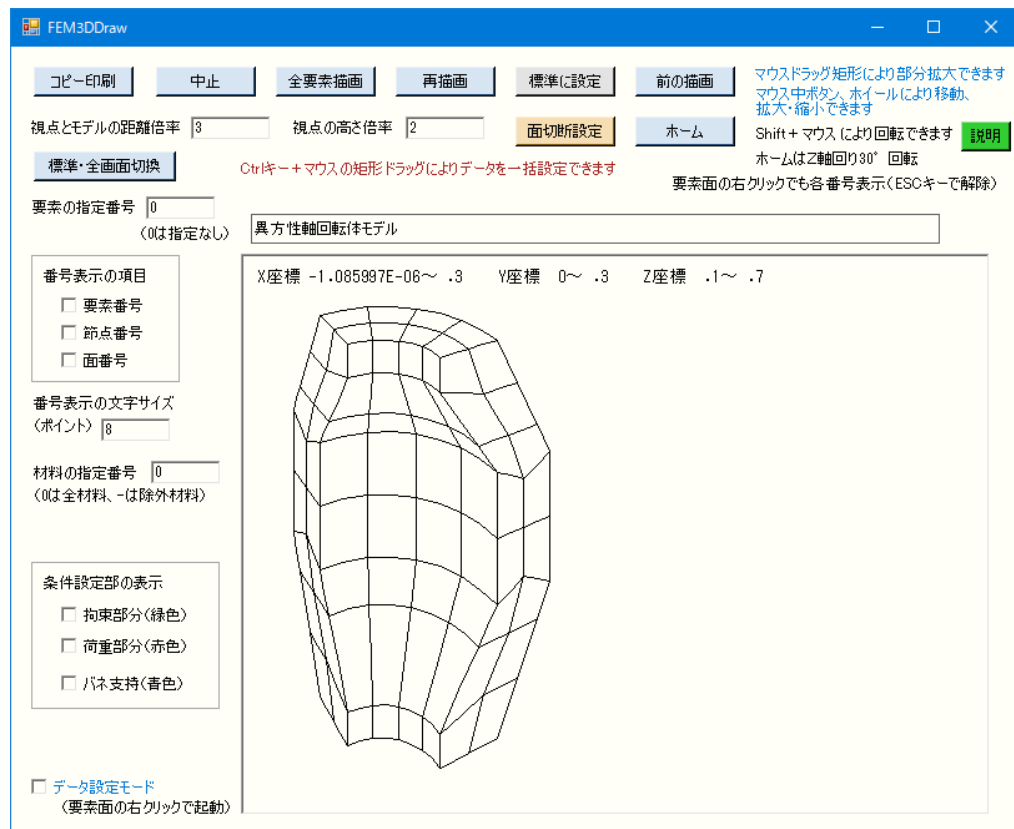 FEM3DDraw
コピー印刷 中止 全要素描画 再描画 標準に設定 前の描画
マウスドラッグ矩形により部分拡大できます
マウス中ボタン、ホイールにより移動、
拡大・縮小できます
視点とモデルの距離倍率 3 視点の高さ倍率 2 面切断設定 ホーム
Shift+マウスにより回転できます 説明
標準・全画面切換
Ctrlキー+マウスの矩形ドラッグによりデータを一括設定できます
ホームはZ軸回り30° 回転
要素面の右クリックでも各番号表示(ESCキーで解除)
要素の指定番号 0
(0は指定なし)
異方性軸回転体モデル
番号表示の項目
要素番号
節点番号
面番号
X座標 -1.085997E-06～ .3 Y座標 0～ .3 Z座標 .1～ .7
番号表示の文字サイズ
(ポイント) 8
材料の指定番号 0
(0は全材料、-は除外材料)
条件設定部の表示
拘束部分(緑色)
荷重部分(赤色)
バネ支持(青色)
データ設定モード
(要素面の右クリックで起動)